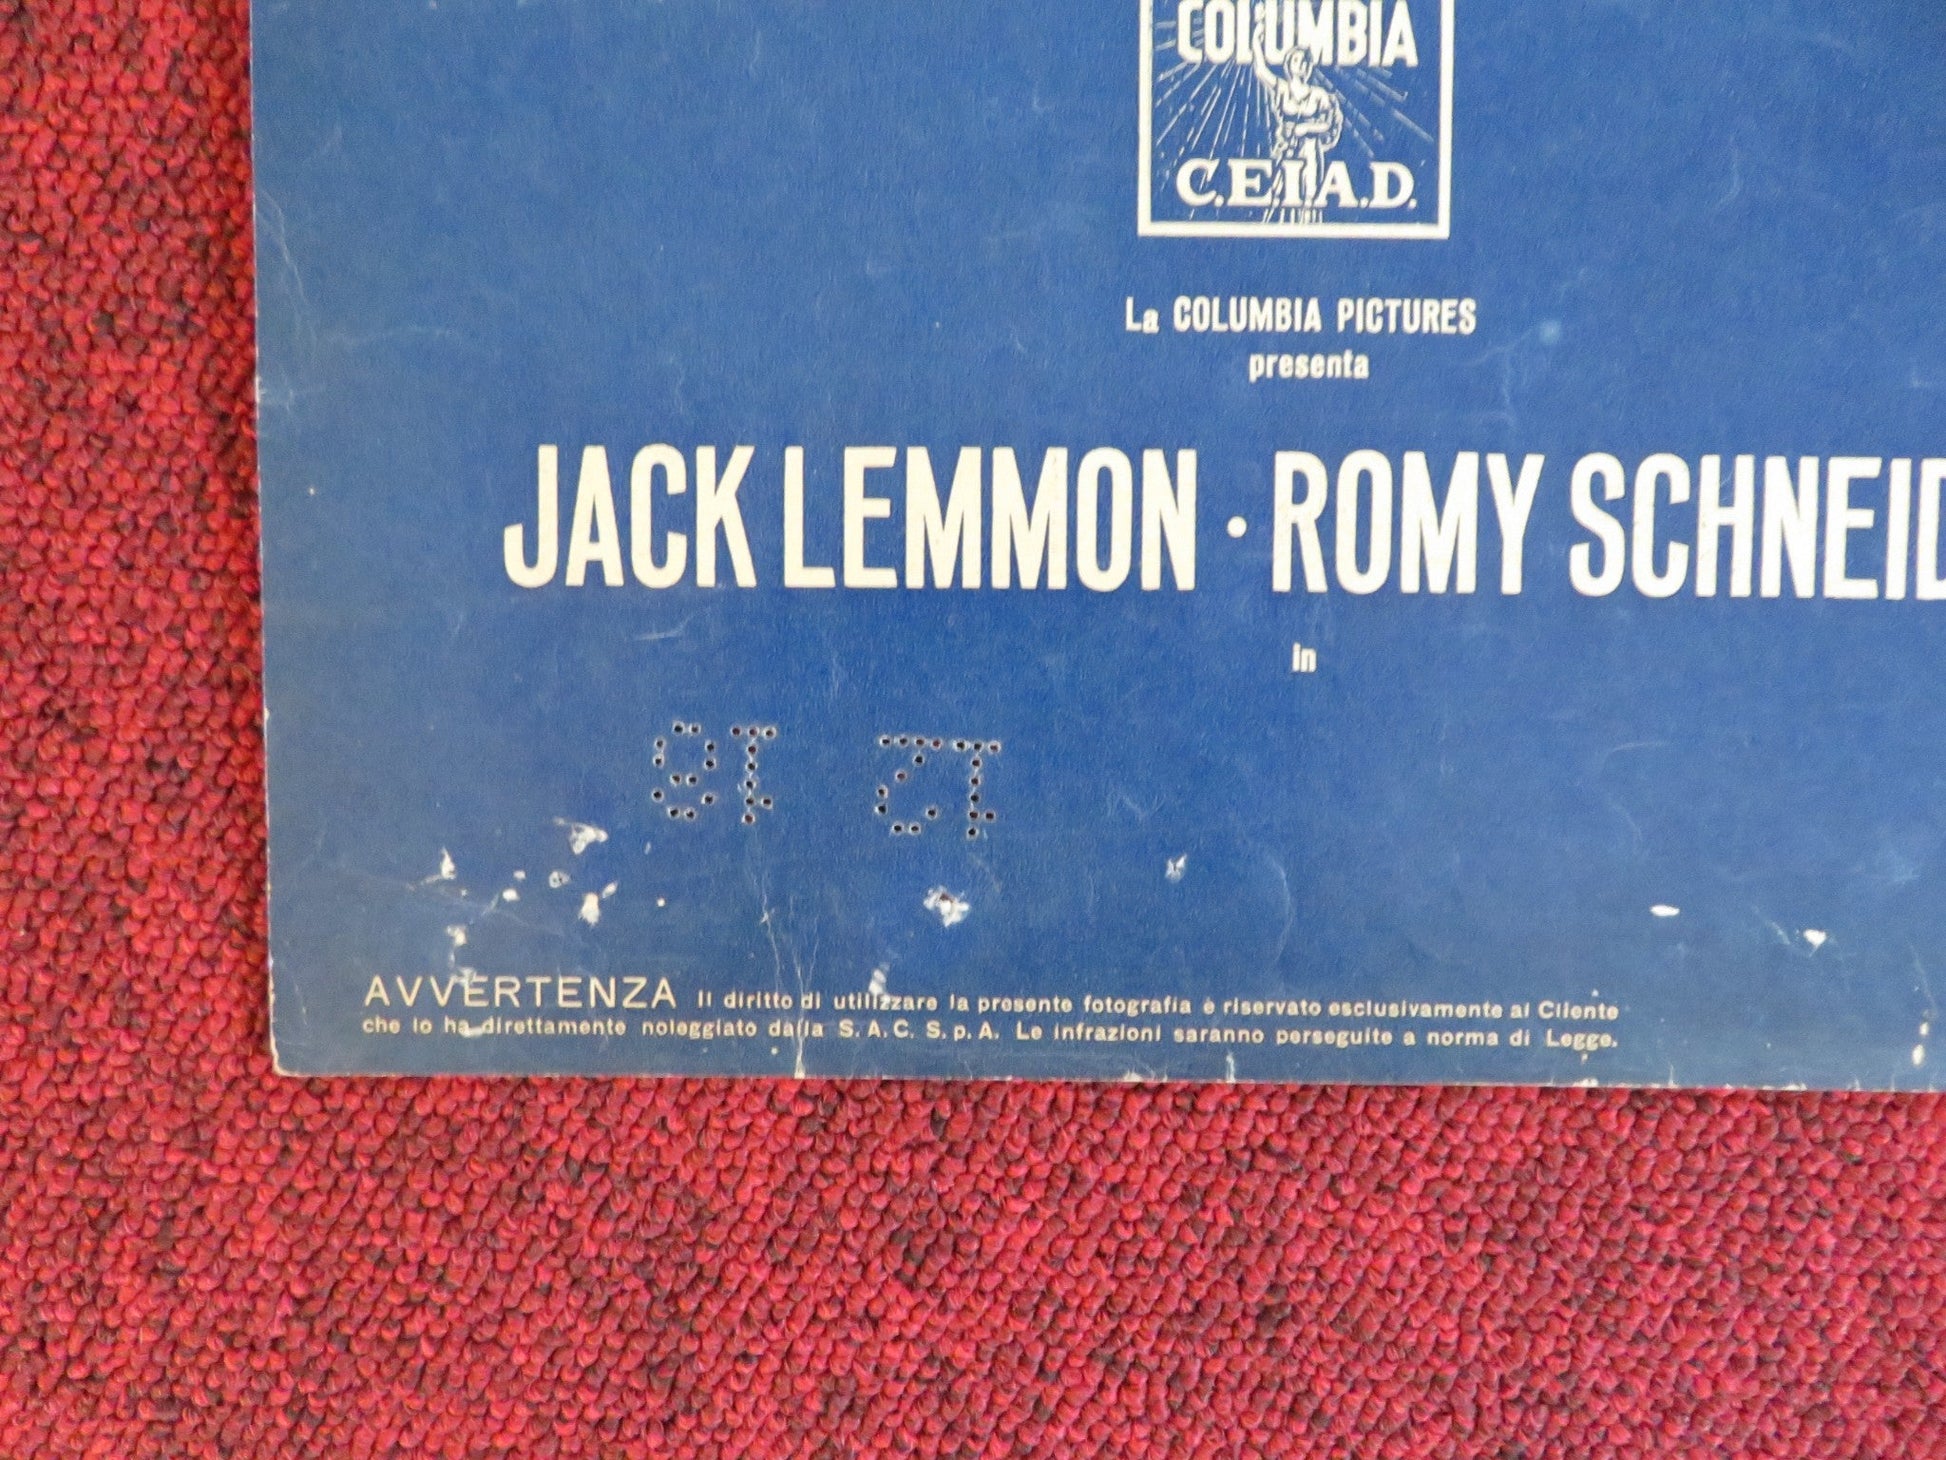 COLUMBIA
C.E.I.A.D.
La COLUMBIA PICTURES
presenta
JACK LEMMON · ROMY SCHNEID
in
AVVERTENZA Il diritto di utilizzare la presente fotografia è riservato esclusivamente al Cliente
che lo ha direttamente noleggiato dalla S. A. C. S. p. A. Le infrazioni saranno perseguite a norma di Legge.